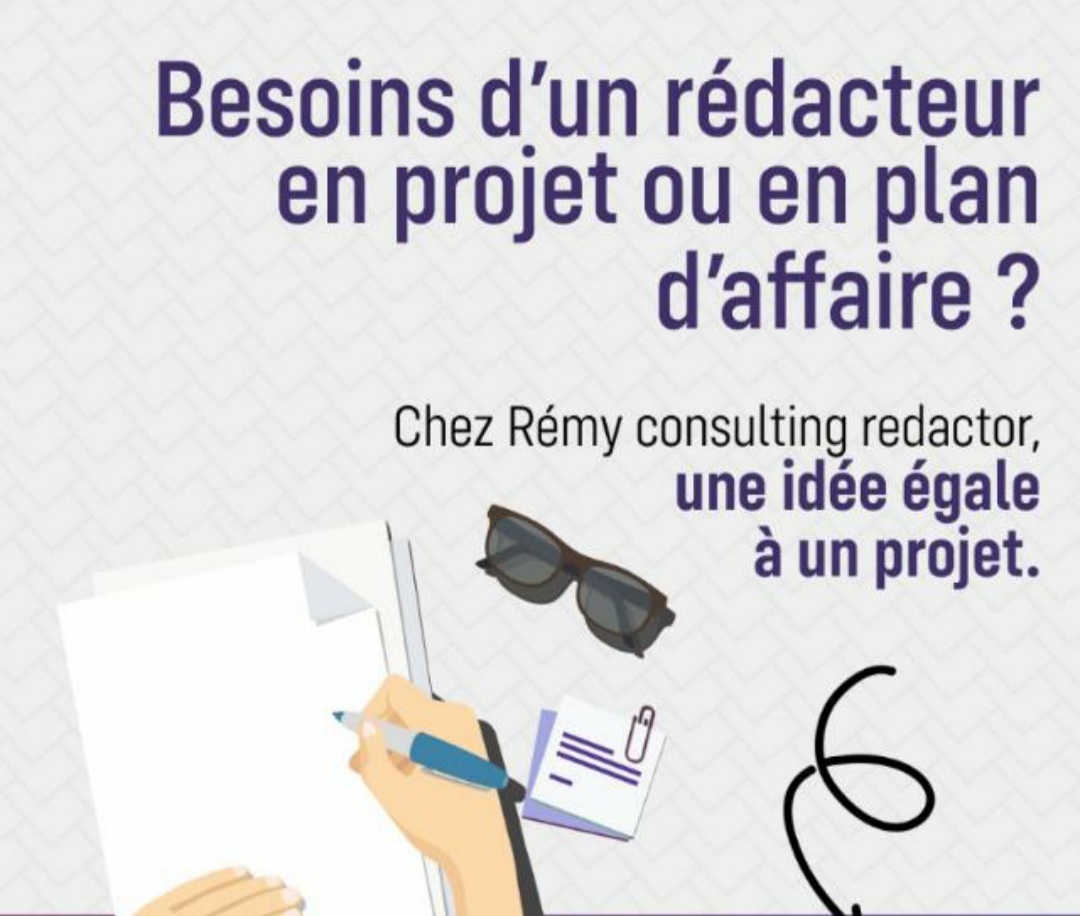 Besoins d’un rédacteur
en projet ou en plan
d’affaire ?
Chez Rémy consulting redactor,
une idée égale
à un projet.